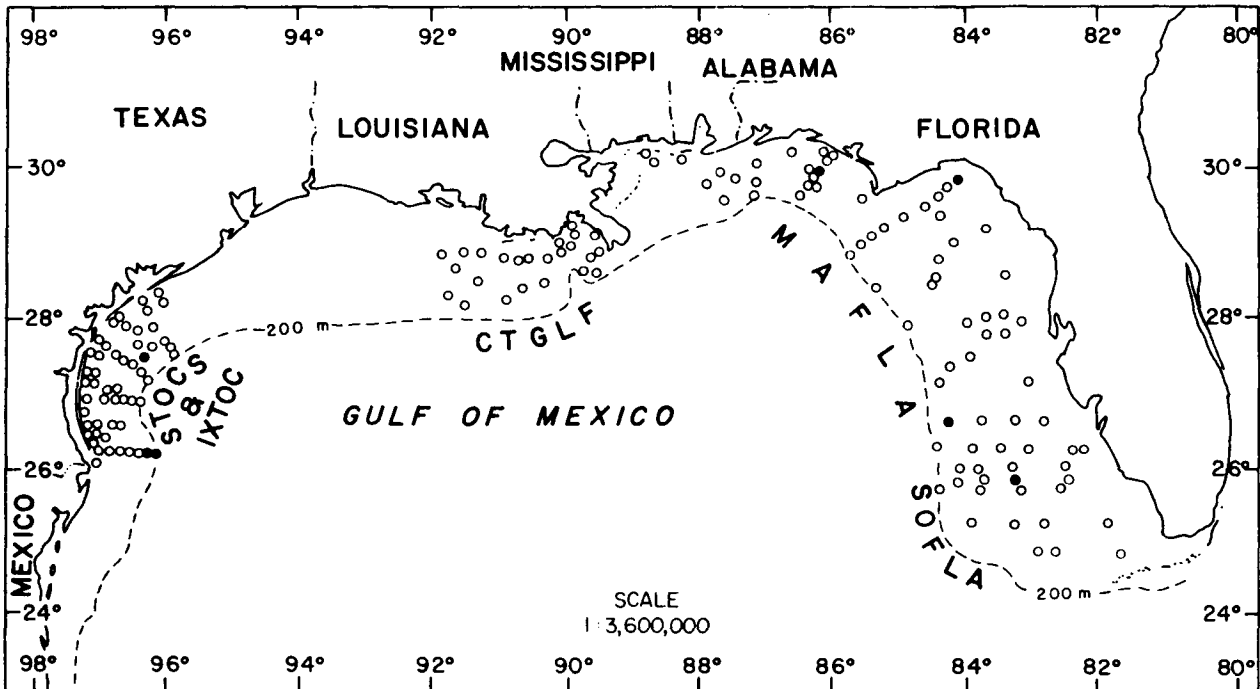 98° 96° 94° 92° 90° 88° 86° 84° 82° 80°
MISSISSIPPI
ALABAMA
TEXAS
LOUISIANA
FLORIDA
30° 30°
MAFLA
28° 28°
200 m
CTGLF
STOCS
&
IXTOC
GULF OF MEXICO
26° 26°
SOFLA
MEXICO
200 m
24° 24°
SCALE
1:3,600,000
98° 96° 94° 92° 90° 88° 86° 84° 82° 80°